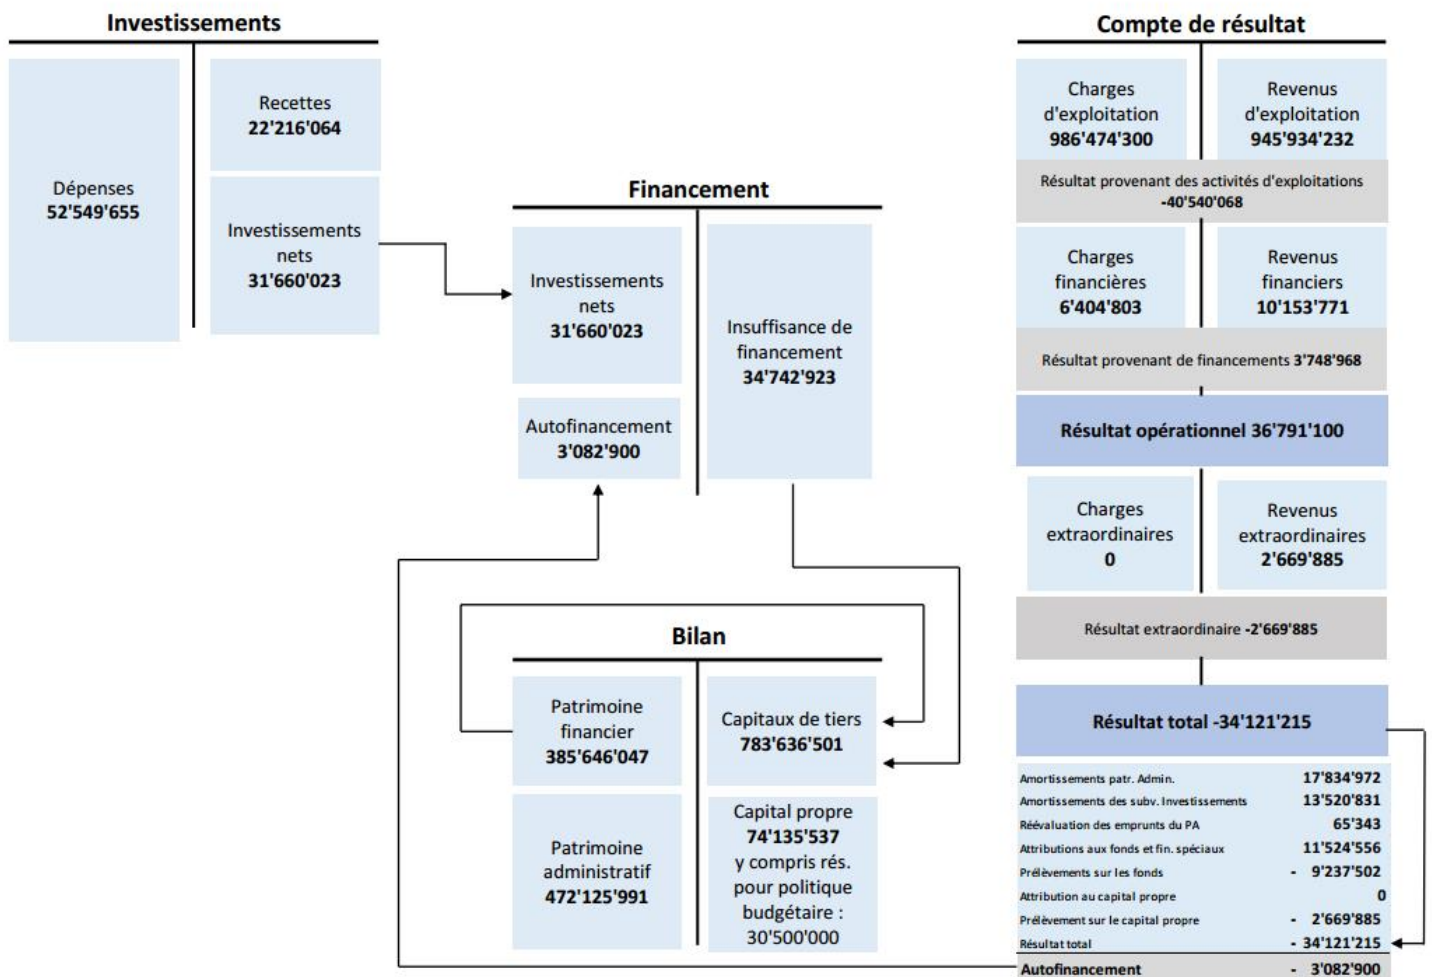 Investissements
Dépenses
52'549'655
Recettes
22'216'064
Investissements
nets
31'660'023
Financement
Investissements
nets
31'660'023
Autofinancement
3'082'900
Insuffisance de
financement
34'742'923
Bilan
Patrimoine
financier
385'646'047
Patrimoine
administratif
472'125'991
Capitaux de tiers
783'636'501
Capital propre
74'135'537
y compris rés.
pour politique
budgétaire :
30'500'000
Compte de résultat
Charges
d'exploitation
986'474'300
Revenus
d'exploitation
945'934'232
Résultat provenant des activités d'exploitations
-40'540'068
Charges
financières
6'404'803
Revenus
financiers
10'153'771
Résultat provenant de financements 3'748'968
Résultat opérationnel 36'791'100
Charges
extraordinaires
0
Revenus
extraordinaires
2'669'885
Résultat extraordinaire -2'669'885
Résultat total -34'121'215
Amortissements patr. Admin. 17'834'972
Amortissements des subv. Investissements 13'520'831
Réévaluation des emprunts du PA 65'343
Attributions aux fonds et fin. spéciaux 11'524'556
Prélèvements sur les fonds - 9'237'502
Attribution au capital propre 0
Prélèvement sur le capital propre - 2'669'885
Résultat total - 34'121'215
Autofinancement - 3'082'900